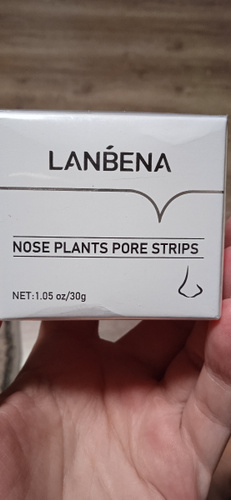 LANBENA
NOSE PLANTS PORE STRIPS
NET:1.05 oz/30g